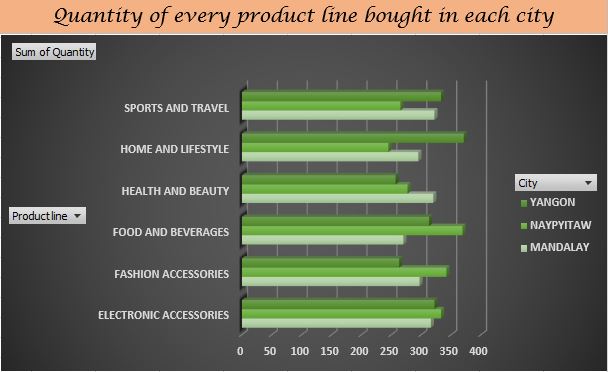 Quantity of every product line bought in each city
Sum of Quantity
SPORTS AND TRAVEL
HOME AND LIFESTYLE
HEALTH AND BEAUTY
FOOD AND BEVERAGES
FASHION ACCESSORIES
ELECTRONIC ACCESSORIES
Productline
City
YANGON
NAYPYITAW
MANDALAY
0 50 100 150 200 250 300 350 400